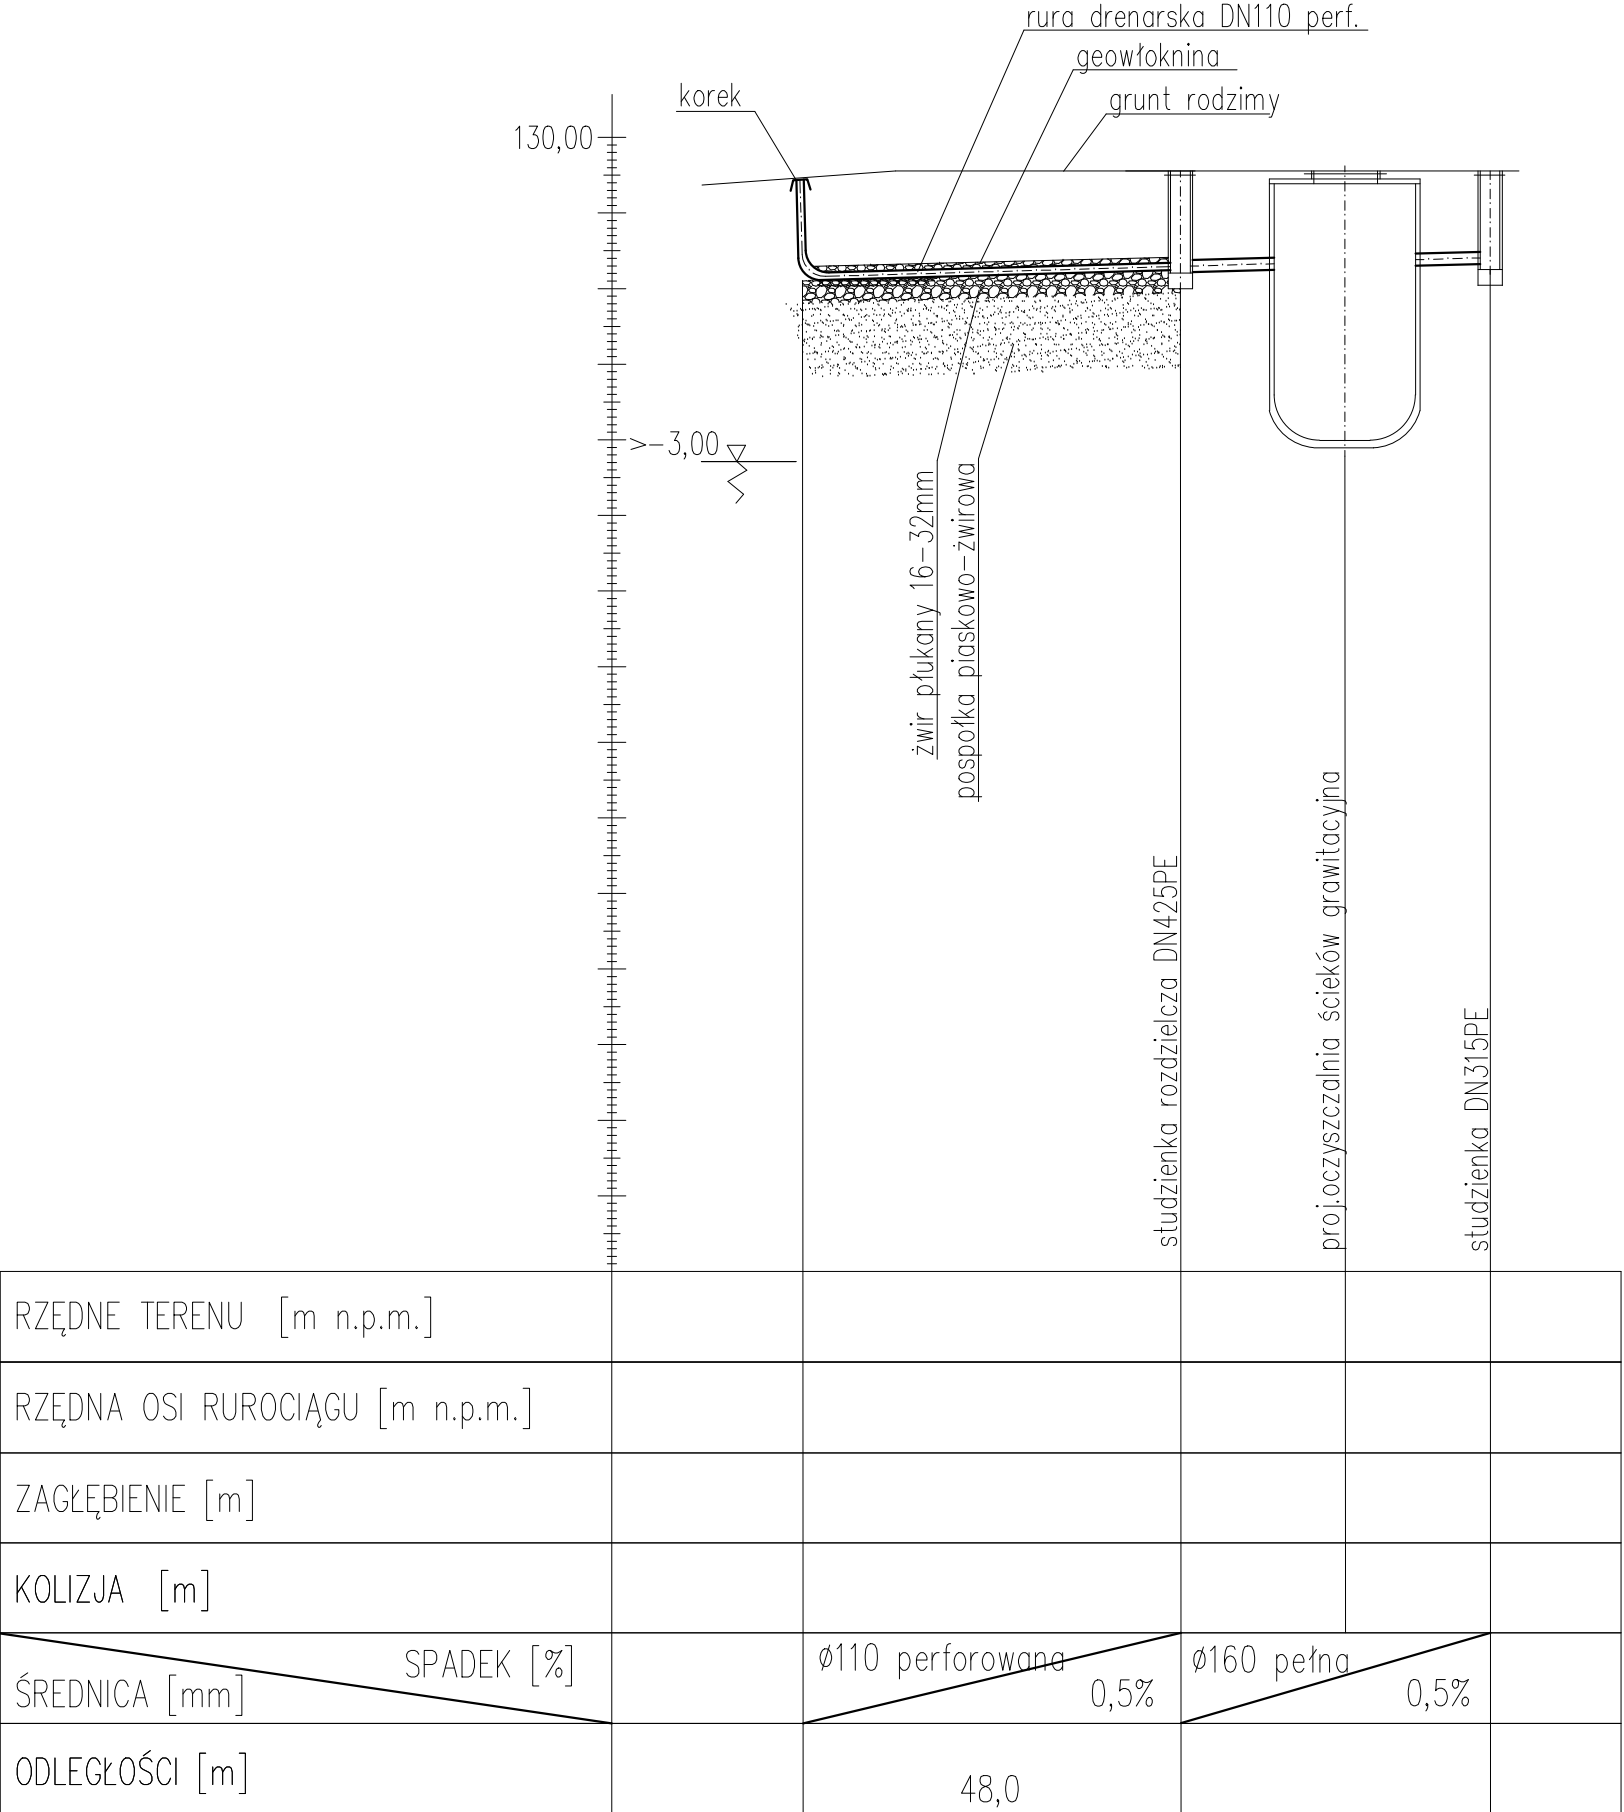 rura drenarska DN110 perf.
geowłoknina
korek
grunt rodzimy
130,00
>-3,00
żwir płukany 16-32mm
pospołka piaskowo-żwirowa
studzienka rozdzielcza DN425PE
proj.oczyszczalnia ścieków grawitacyjna
studzienka DN315PE
RZĘDNE TERENU [m n.p.m.]
RZĘDNA OSI RUROCIĄGU [m n.p.m.]
ZAGŁĘBIENIE [m]
KOLIZJA [m]
SPADEK [%]
ŚREDNICA [mm]
ø110 perforowana
0,5%
ø160 pełna
0,5%
ODLEGŁOŚCI [m]
48,0